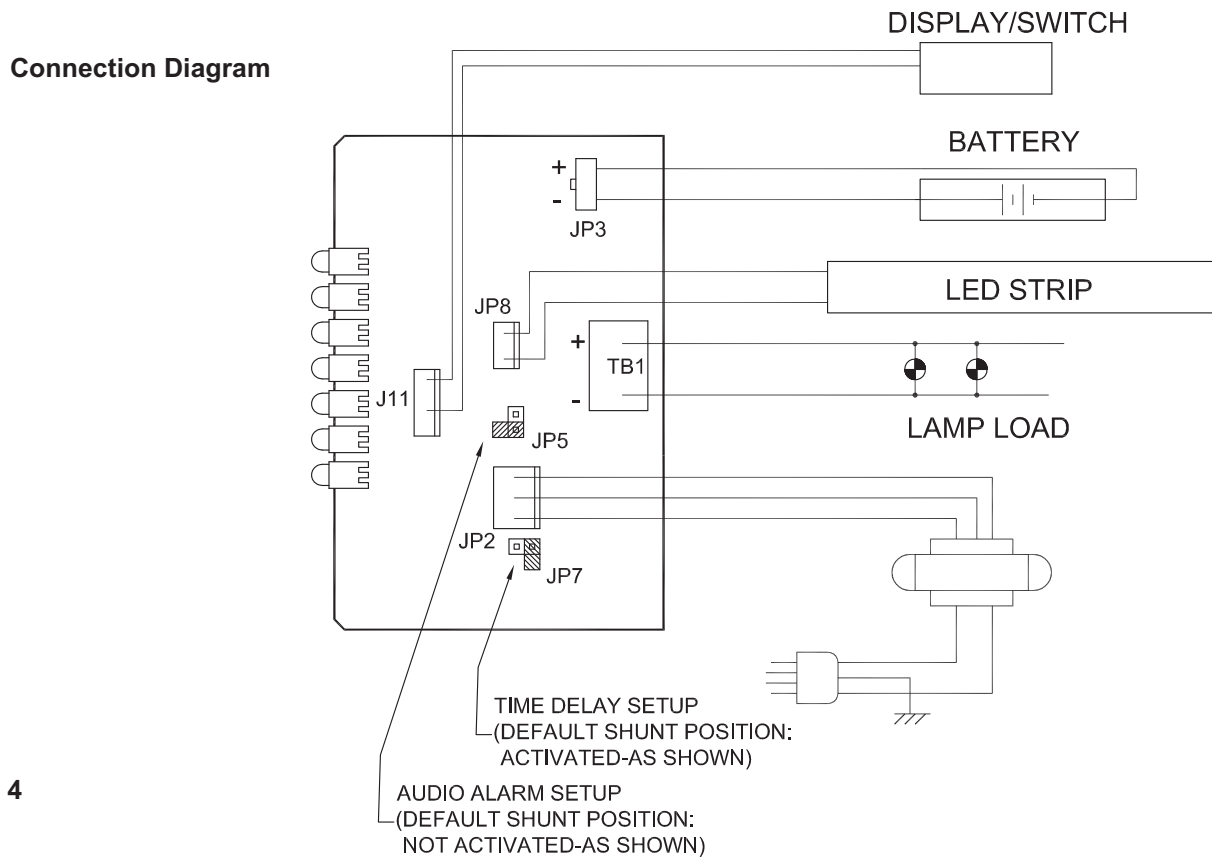 DISPLAY/SWITCH
Connection Diagram
BATTERY
+
-
JP3
LED STRIP
JP8
+
TB1
-
J11
LAMP LOAD
JP5
JP2
JP7
TIME DELAY SETUP
(DEFAULT SHUNT POSITION:
ACTIVATED-AS SHOWN)
4
AUDIO ALARM SETUP
(DEFAULT SHUNT POSITION:
NOT ACTIVATED-AS SHOWN)